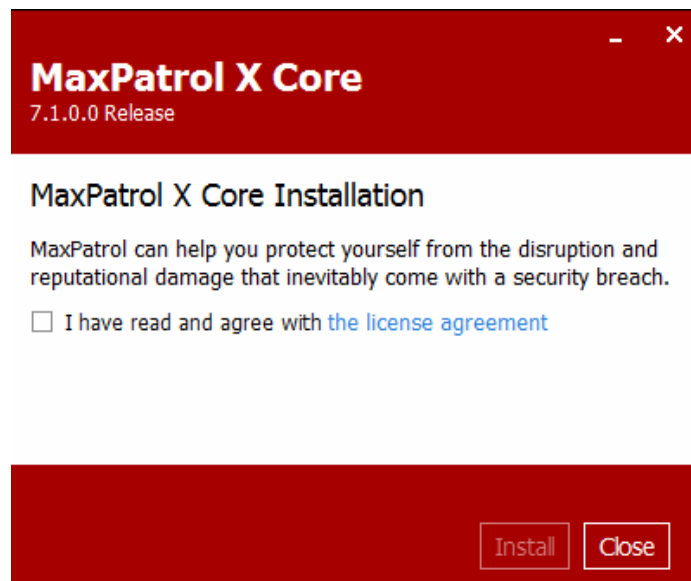 MaxPatrol X Core
7.1.0.0 Release
MaxPatrol X Core Installation
MaxPatrol can help you protect yourself from the disruption and
reputational damage that inevitably come with a security breach.
I have read and agree with the license agreement
Install
Close